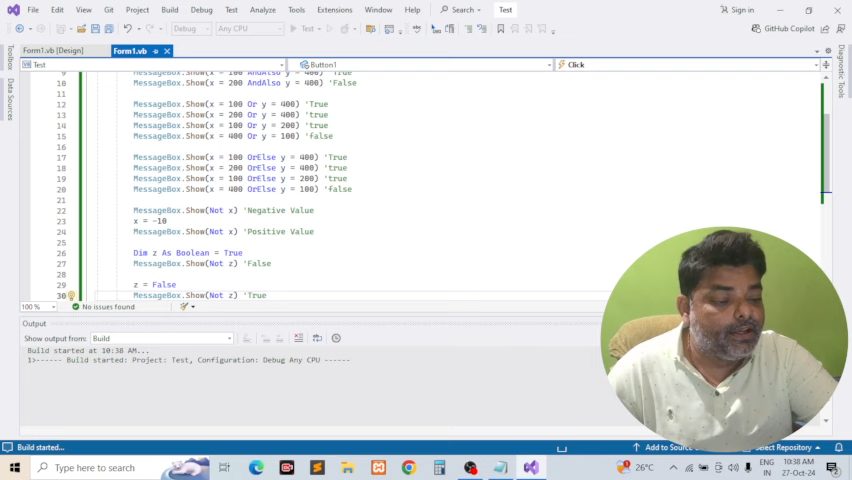 File Edit View Git Project Build Debug Test Analyze Tools Extensions Window Help Search Test Sign in
Debug Any CPU Test GitHub Copilot
Form1.vb [Design] Form1.vb
Test Button1 Click
Toolbox
Data Sources
Diagnostic Tools
9 MessageBox.Show(x = 100 AndAlso y = 400) 'True
10 MessageBox.Show(x = 200 AndAlso y = 400) 'False
11
12 MessageBox.Show(x = 100 Or y = 400) 'True
13 MessageBox.Show(x = 200 Or y = 400) 'true
14 MessageBox.Show(x = 100 Or y = 200) 'true
15 MessageBox.Show(x = 400 Or y = 100) 'false
16
17 MessageBox.Show(x = 100 OrElse y = 400) 'True
18 MessageBox.Show(x = 200 OrElse y = 400) 'true
19 MessageBox.Show(x = 100 OrElse y = 200) 'true
20 MessageBox.Show(x = 400 OrElse y = 100) 'false
21
22 MessageBox.Show(Not x) 'Negative Value
23 x = -10
24 MessageBox.Show(Not x) 'Positive Value
25
26 Dim z As Boolean = True
27 MessageBox.Show(Not z) 'False
28
29 z = False
30 MessageBox.Show(Not z) 'True
100 % No issues found
Output
Show output from: Build
Build started at 10:38 AM...
1>------ Build started: Project: Test, Configuration: Debug Any CPU ------
Build started... Add to Source Select Repository
Type here to search 26°C ENG 10:38 AM
IN 27-Oct-24 2